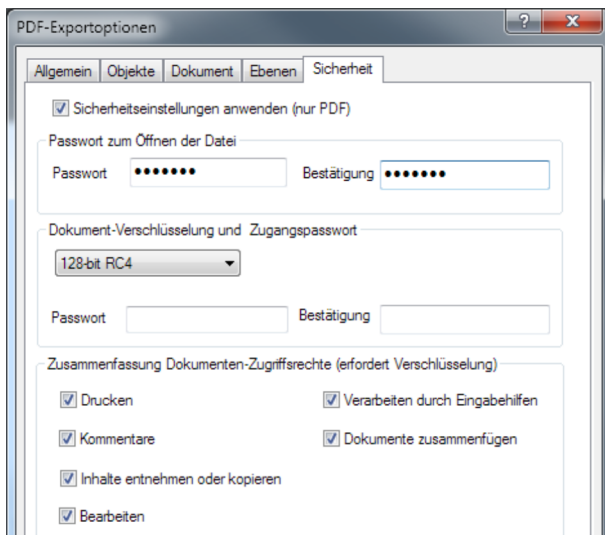 PDF-Exportoptionen
Allgemein Objekte Dokument Ebenen Sicherheit
Sicherheitseinstellungen anwenden (nur PDF)
Passwort zum Öffnen der Datei
Passwort ••••••• Bestätigung •••••••
Dokument-Verschlüsselung und Zugangspasswort
128-bit RC4
Passwort Bestätigung
Zusammenfassung Dokumenten-Zugriffsrechte (erfordert Verschlüsselung)
Drucken Verarbeiten durch Eingabehilfen
Kommentare Dokumente zusammenfügen
Inhalte entnehmen oder kopieren
Bearbeiten